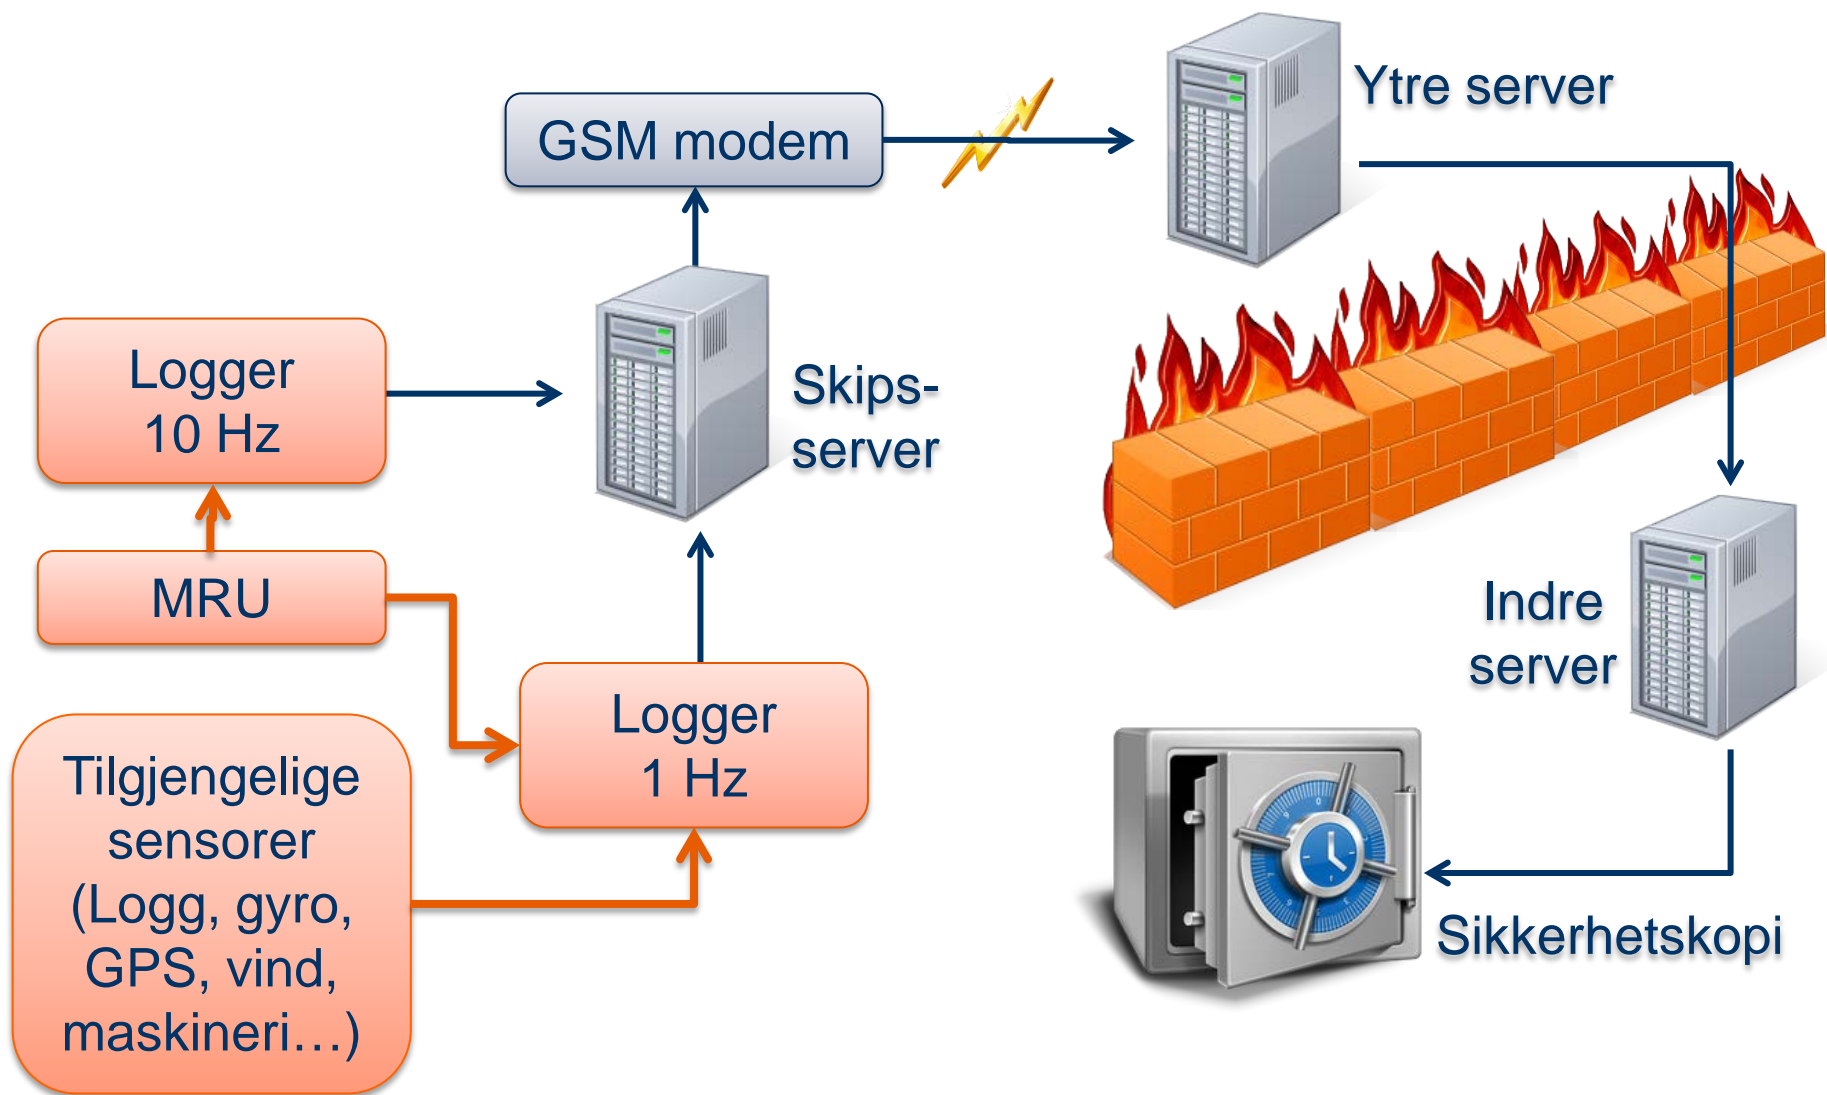 GSM modem
Ytre server
Logger
10 Hz
Skips-
server
MRU
Logger
1 Hz
Tilgjengelige
sensorer
(Logg, gyro,
GPS, vind,
maskineri…)
Indre
server
Sikkerhetskopi